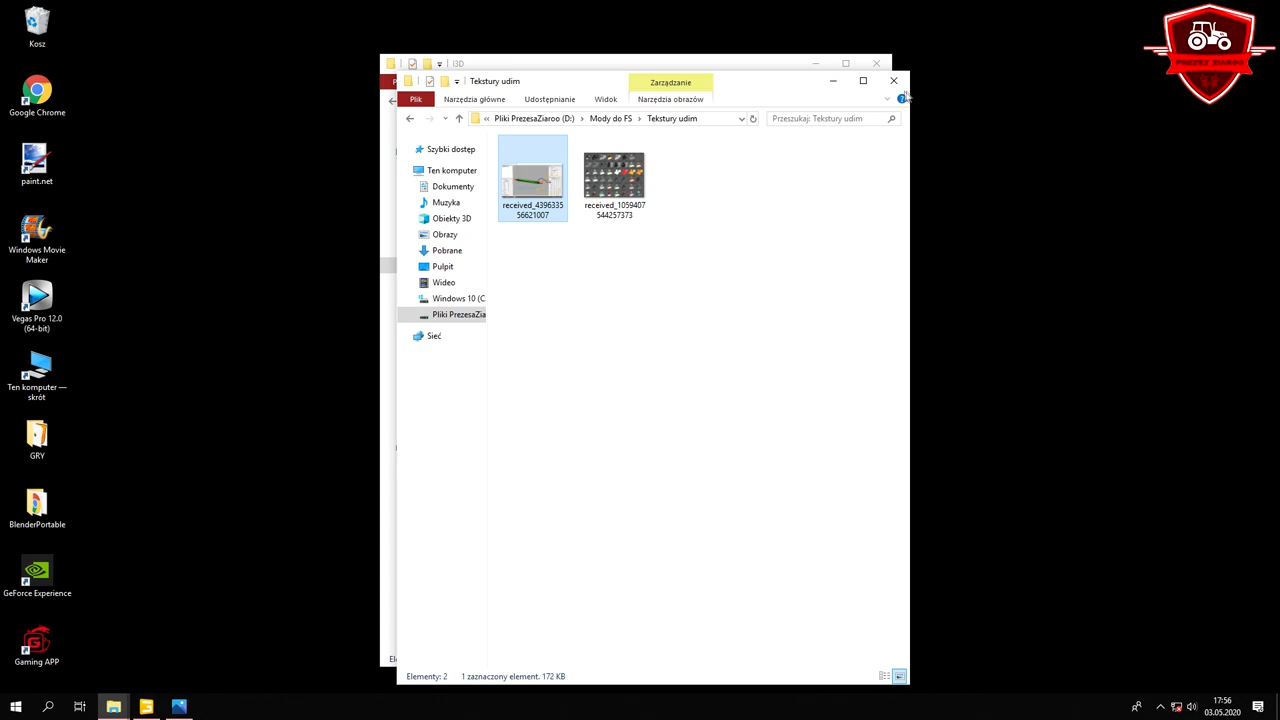 Kosz
Google Chrome
paint.net
Windows Movie
Maker
Vegas Pro 12.0
(64-bit)
Ten komputer —
skrót
GRY
BlenderPortable
GeForce Experience
Gaming APP
i3D
Tekstury udim
Zarządzanie
Plik
Narzędzia główne
Udostępnianie
Widok
Narzędzia obrazów
« Pliki PrezesaZiaroo (D:) > Mody do FS > Tekstury udim
Przeszukaj: Tekstury udim
Szybki dostęp
Ten komputer
Dokumenty
Muzyka
Obiekty 3D
Obrazy
Pobrane
Pulpit
Wideo
Windows 10 (C
Pliki PrezesaZia
Sieć
received_4396335
56621007
received_1059407
544257373
Elementy: 2
1 zaznaczony element. 172 KB
PREZES ZIAROO
17:56
03.05.2020